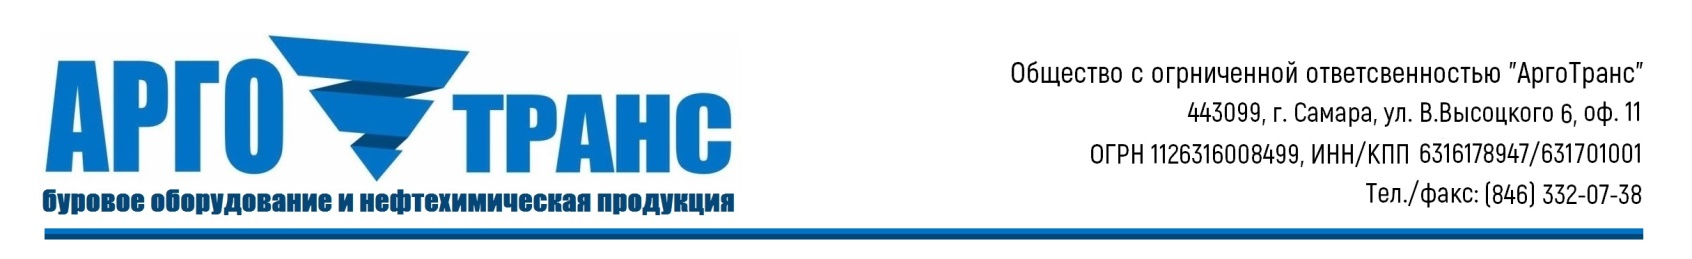 АРГО ТРАНС
буровое оборудование и нефтехимическая продукция
Общество с огрниченной ответсвенностью "АргоТранс"
443099, г. Самара, ул. В.Высоцкого 6, оф. 11
ОГРН 1126316008499, ИНН/КПП 6316178947/631701001
Тел./факс: (846) 332-07-38